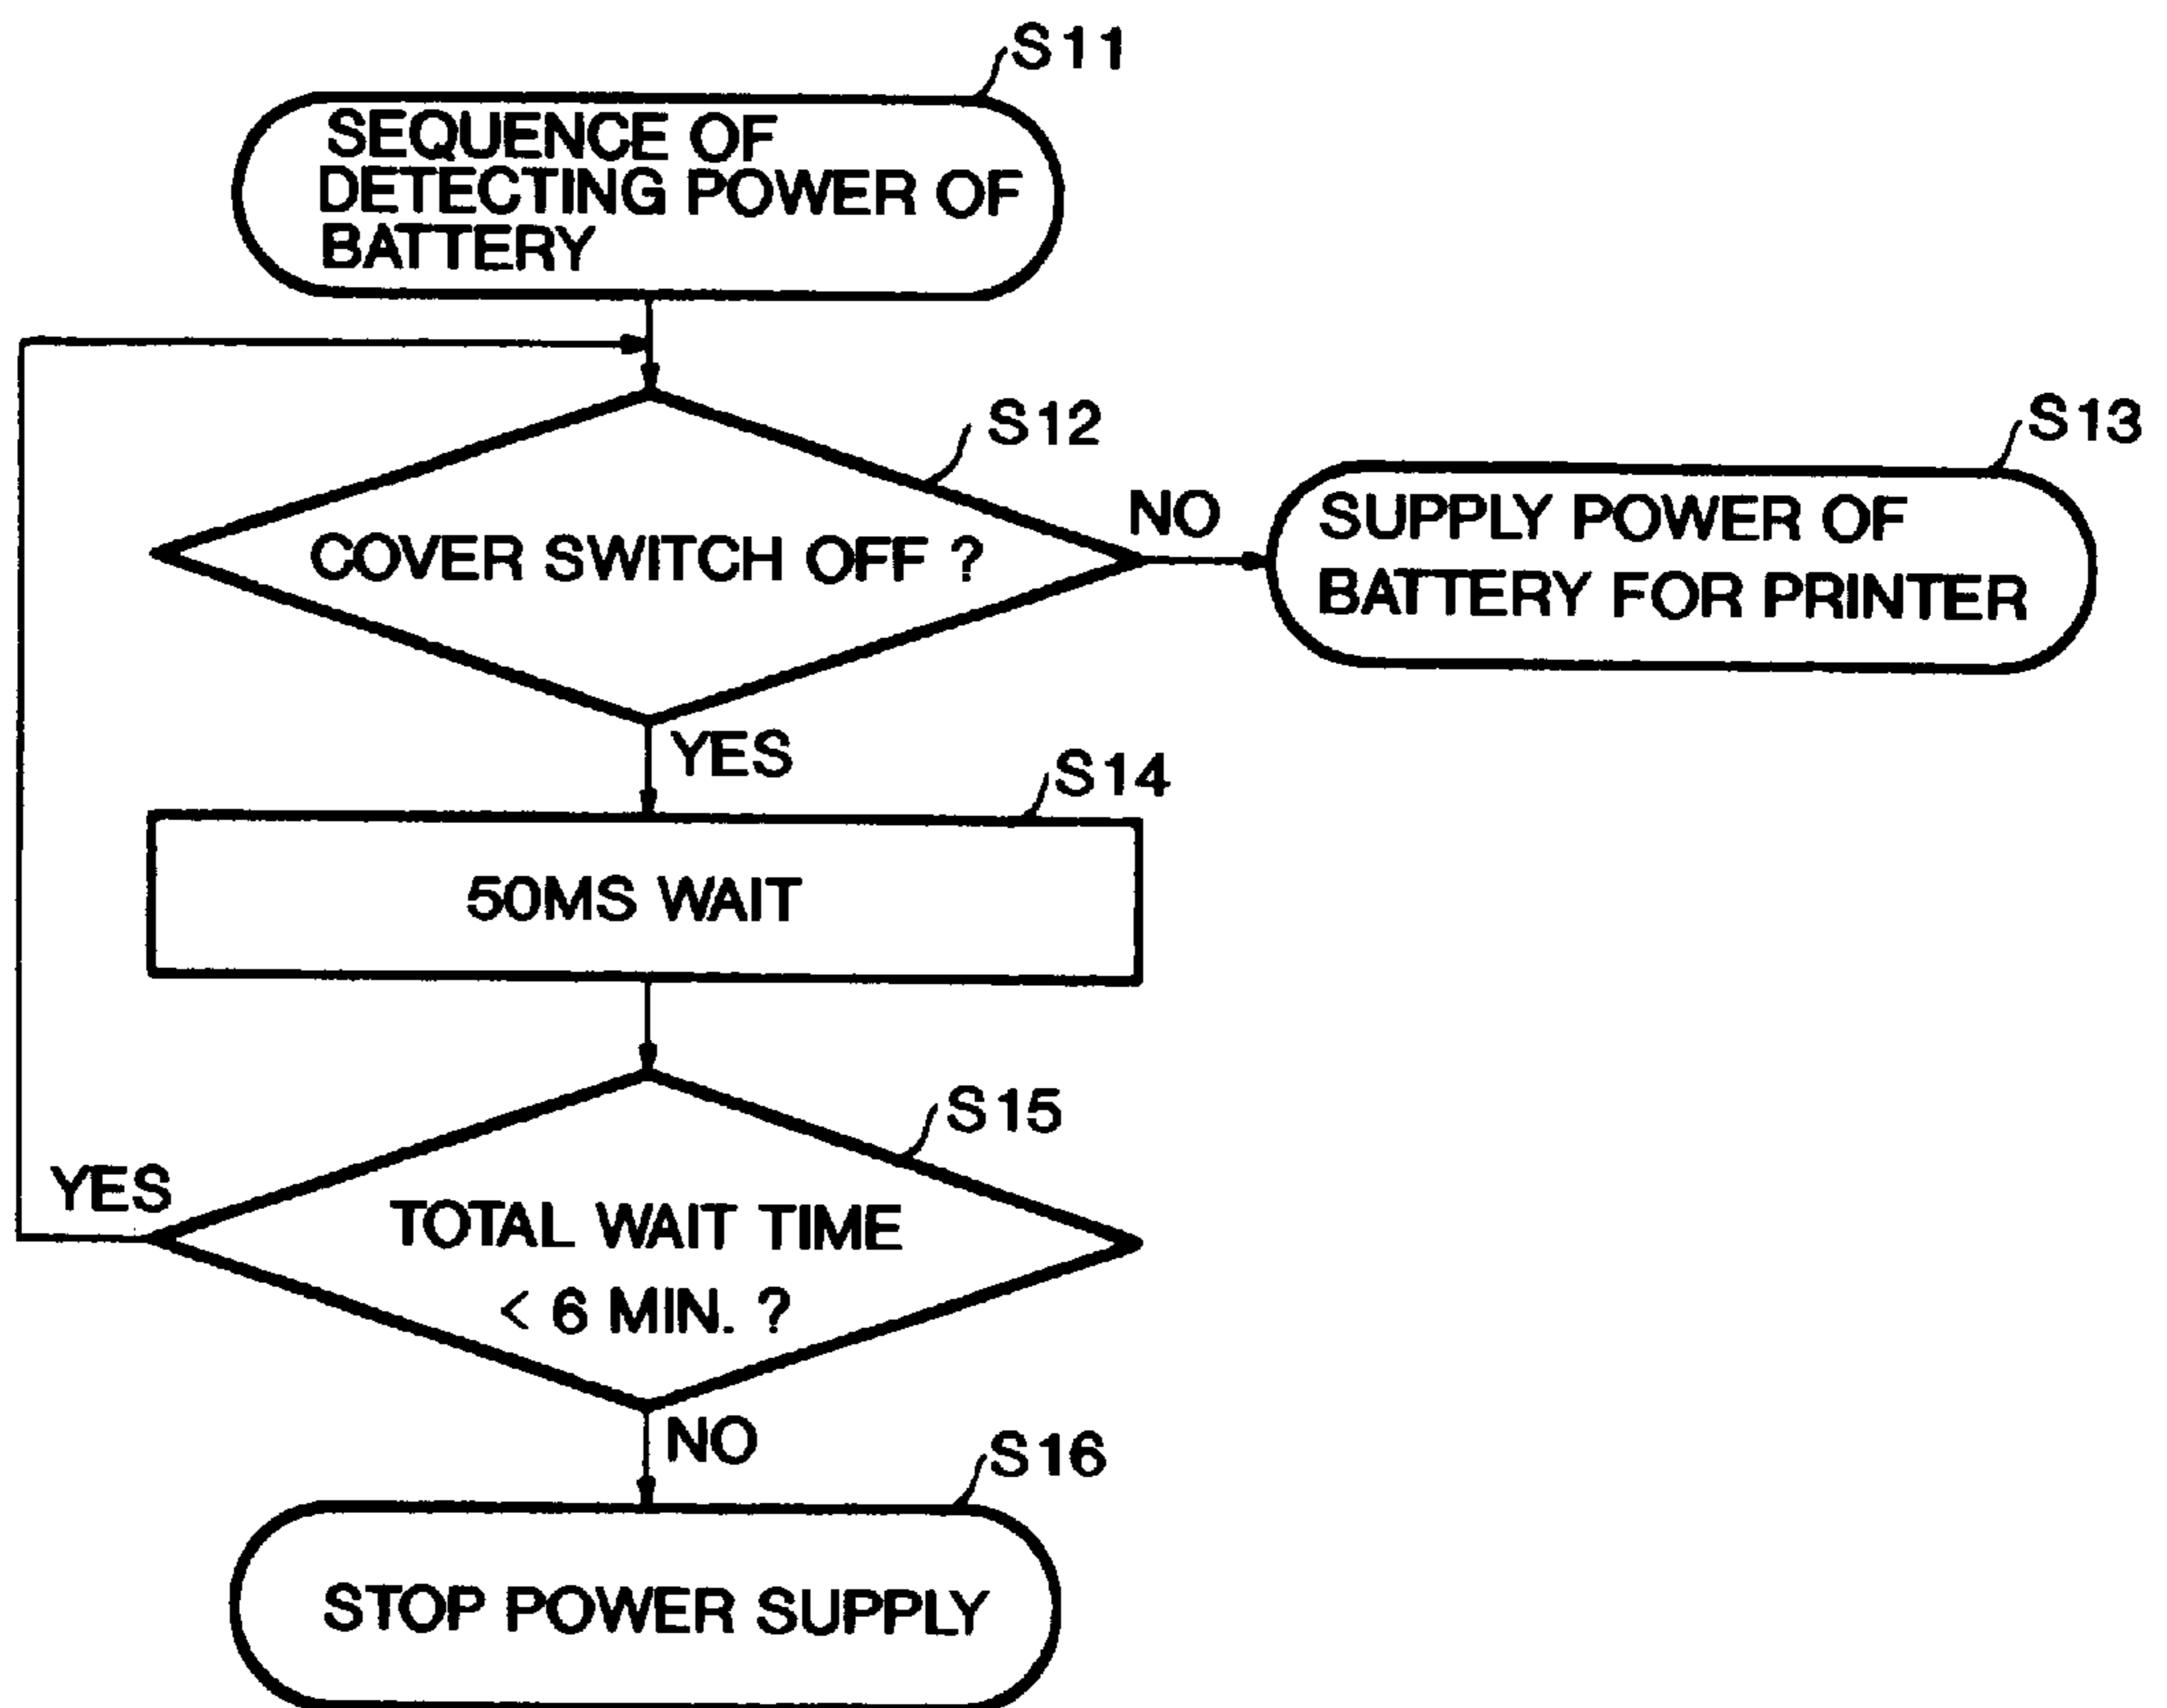 S11
SEQUENCE OF
DETECTING POWER OF
BATTERY
S12
COVER SWITCH OFF ?
NO
S13
SUPPLY POWER OF
BATTERY FOR PRINTER
YES
S14
50MS WAIT
S15
YES
TOTAL WAIT TIME
< 6 MIN. ?
NO
S16
STOP POWER SUPPLY